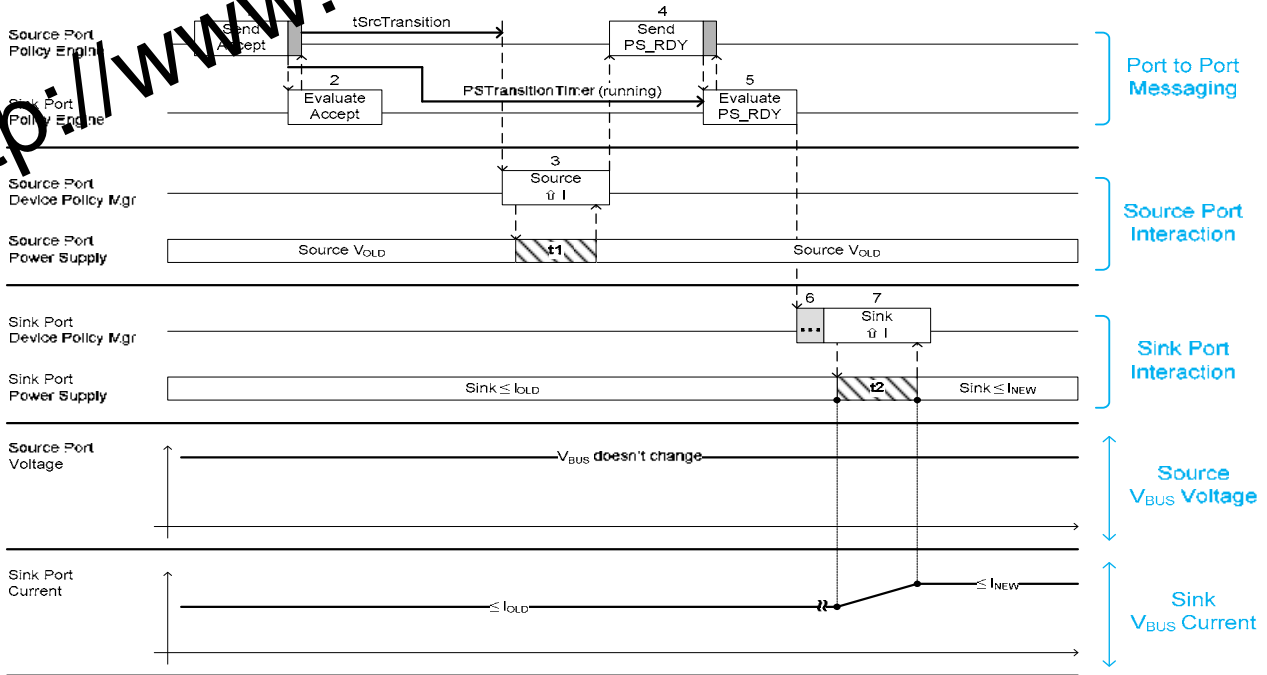 p://www.
Source Port
Policy Engine
Send
Accept
tSrcTransition
4
Send
PS_RDY
Port to Port
Messaging
Sink Port
Policy Engine
2
Evaluate
Accept
PSTransitionTimer (running)
5
Evaluate
PS_RDY
Source Port
Device Policy Mgr
3
Source
⇧ I
Source Port
Interaction
Source Port
Power Supply
Source VOLD
t1
Source VOLD
Sink Port
Device Policy Mgr
6
...
7
Sink
⇧ I
Sink Port
Interaction
Sink Port
Power Supply
Sink ≤ IOLD
t2
Sink ≤ INEW
Source Port
Voltage
VBUS doesn't change
Source
VBUS Voltage
Sink Port
Current
≤ IOLD
≤ INEW
Sink
VBUS Current